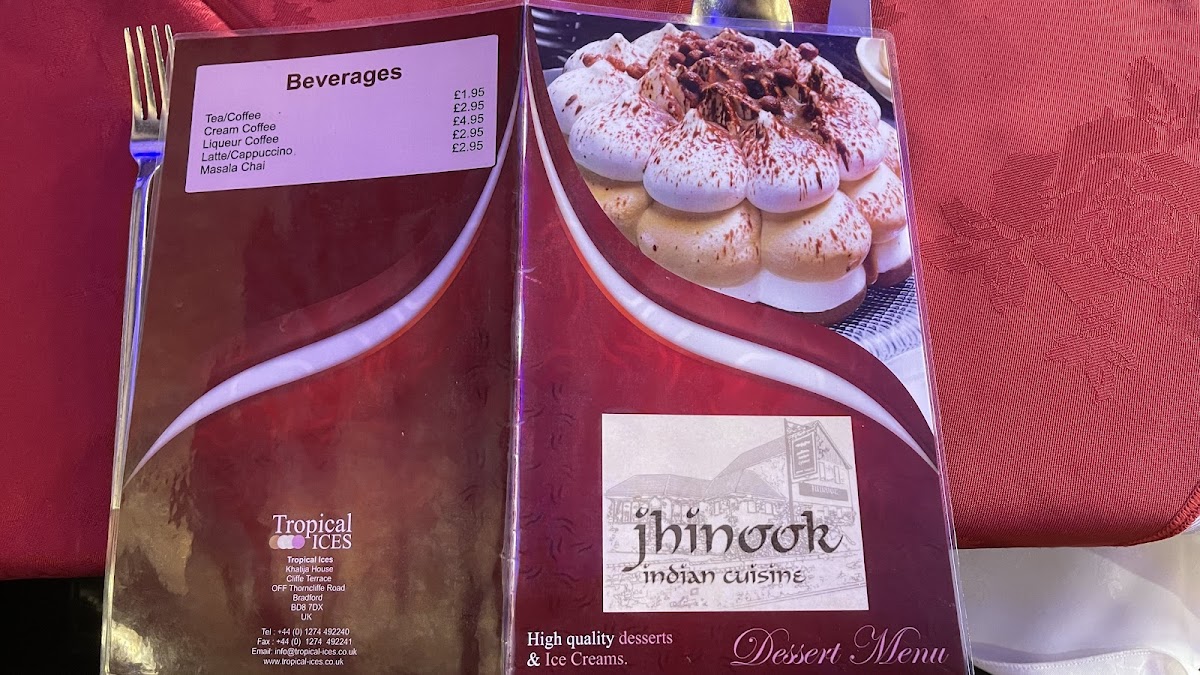 Beverages
Tea/Coffee £1.95
Cream Coffee £2.95
Liqueur Coffee £4.95
Latte/Cappuccino. £2.95
Masala Chai £2.95
Tropical
ICES
Tropical Ices
Khalija House
Cliffe Terrace
OFF Thorncliffe Road
Bradford
BD8 7DX
UK
Tel : +44 (0) 1274 492240
Fax : +44 (0) 1274 492241
Email: info@tropical-ices.co.uk
www.tropical-ices.co.uk
jhinook
indian cuisine
High quality desserts
& Ice Creams.
Dessert Menu